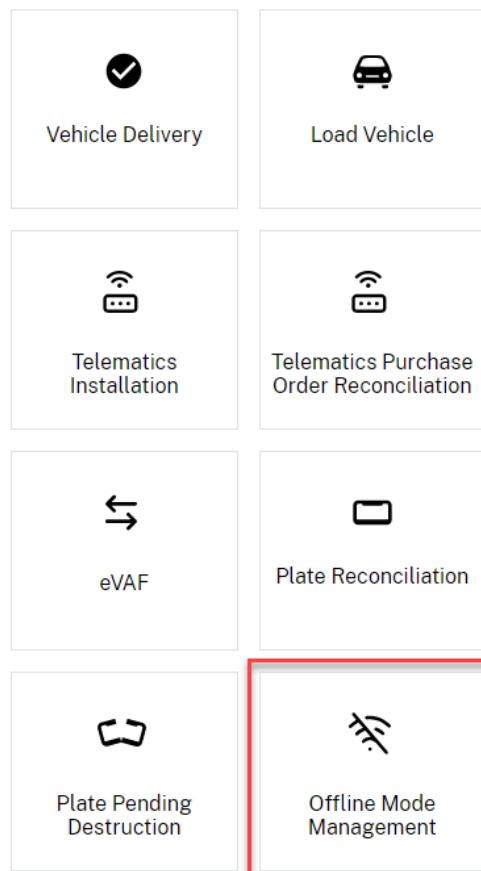 Vehicle Delivery
Load Vehicle
Telematics
Installation
Telematics Purchase
Order Reconciliation
eVAF
Plate Reconciliation
Plate Pending
Destruction
Offline Mode
Management